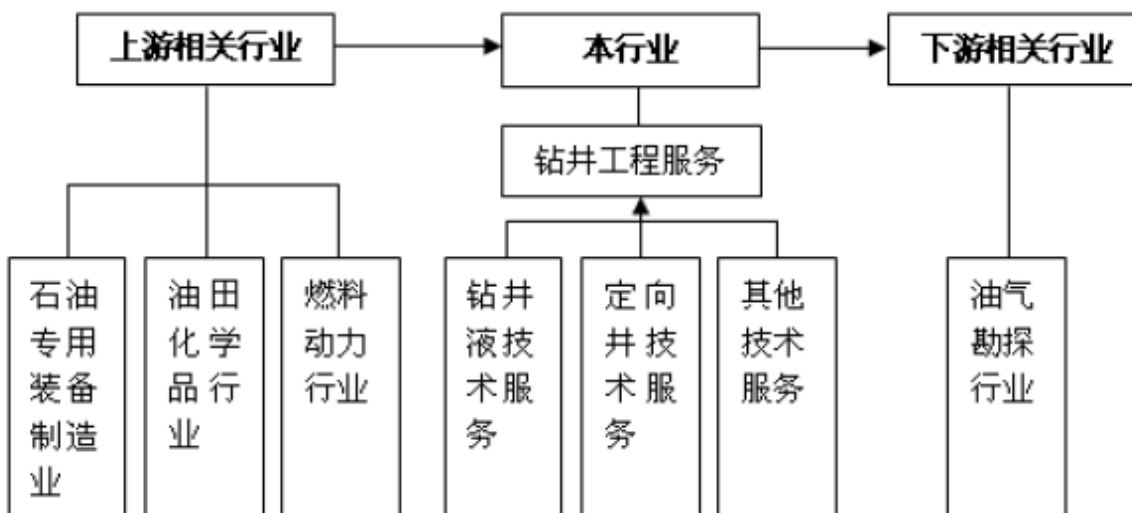 上游相关行业
本行业
下游相关行业
钻井工程服务
石油
专用
装备
制造
业
油田
化学
品行
业
燃料
动力
行业
钻井
液技
术服
务
定向
井技
术服
务
其他
技术
服务
油气
勘探
行业